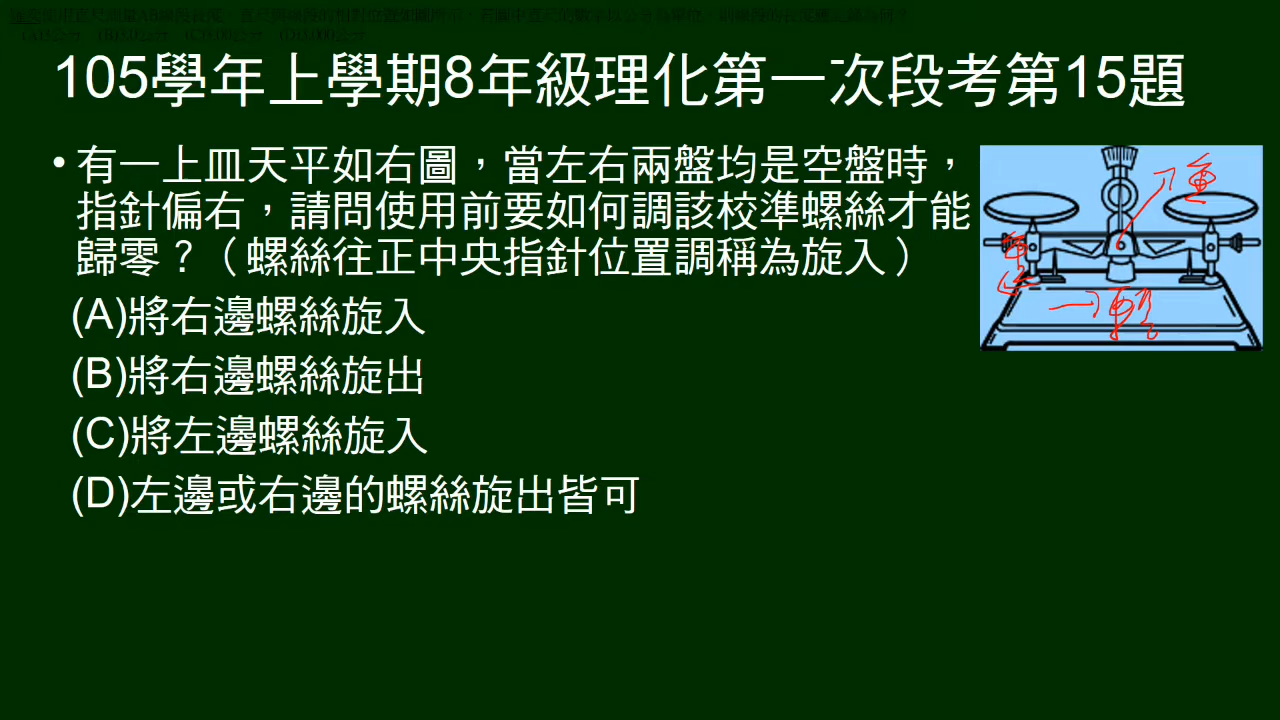 105學年上學期8年級理化第一次段考第15題
• 有一上皿天平如右圖，當左右兩盤均是空盤時，
指針偏右，請問使用前要如何調該校準螺絲才能
歸零？（螺絲往正中央指針位置調稱為旋入）
(A)將右邊螺絲旋入
(B)將右邊螺絲旋出
(C)將左邊螺絲旋入
(D)左邊或右邊的螺絲旋出皆可
重